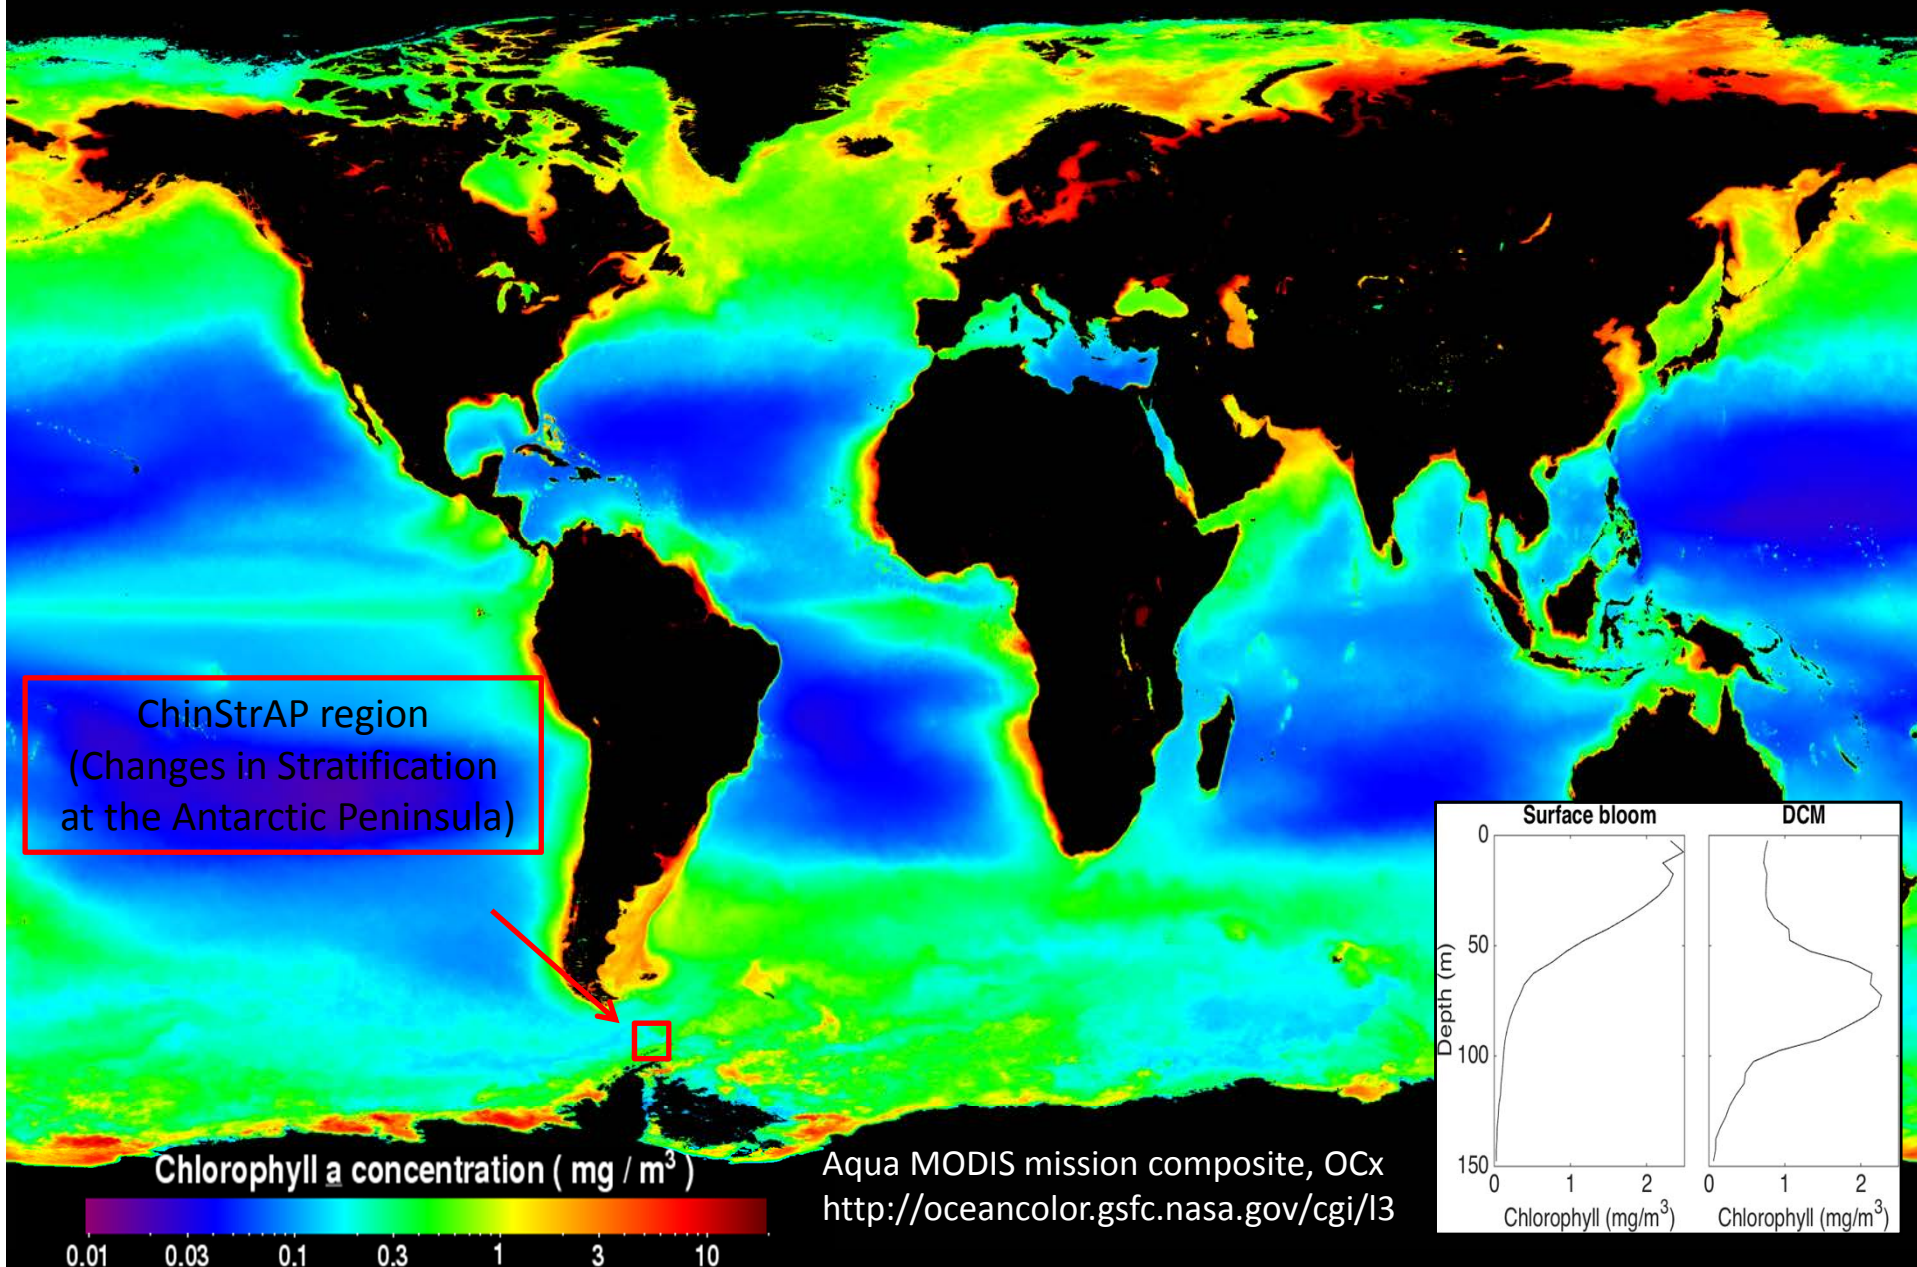 ChinStrAP region
(Changes in Stratification
at the Antarctic Peninsula)
Chlorophyll a concentration ( mg / m³ )
0.01 0.03 0.1 0.3 1 3 10
Aqua MODIS mission composite, OCx
http://oceancolor.gsfc.nasa.gov/cgi/l3
Surface bloom
DCM
Depth (m)
0
50
100
150
0 1 2
0 1 2
Chlorophyll (mg/m³)
Chlorophyll (mg/m³)